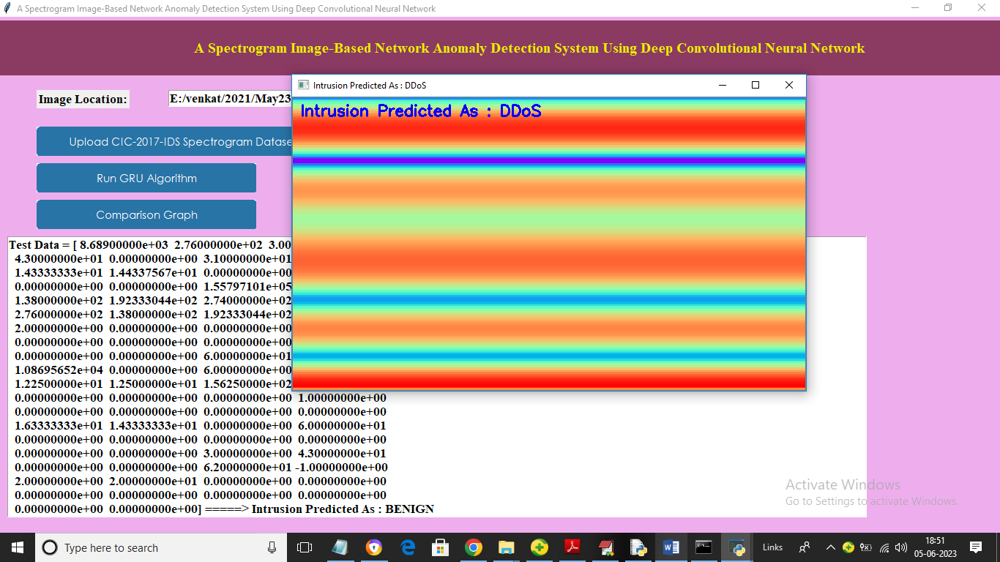 A Spectrogram Image-Based Network Anomaly Detection System Using Deep Convolutional Neural Network
A Spectrogram Image-Based Network Anomaly Detection System Using Deep Convolutional Neural Network
Image Location:
E:/venkat/2021/May23
Intrusion Predicted As : DDoS
Intrusion Predicted As : DDoS
Upload CIC-2017-IDS Spectrogram Datase
Run GRU Algorithm
Comparison Graph
Test Data = [ 8.68900000e+03 2.76000000e+02 3.00
4.30000000e+01 0.00000000e+00 3.10000000e+01
1.43333333e+01 1.44337567e+01 0.00000000e+00
0.00000000e+00 0.00000000e+00 1.55797101e+05
1.38000000e+02 1.92333044e+02 2.74000000e+02
2.76000000e+02 1.38000000e+02 1.92333044e+02
2.00000000e+00 0.00000000e+00 0.00000000e+00
0.00000000e+00 0.00000000e+00 0.00000000e+00
0.00000000e+00 0.00000000e+00 6.00000000e+01
1.08695652e+04 0.00000000e+00 6.00000000e+00
1.22500000e+01 1.25000000e+01 1.56250000e+02
0.00000000e+00 0.00000000e+00 0.00000000e+00 1.00000000e+00
0.00000000e+00 0.00000000e+00 0.00000000e+00 0.00000000e+00
1.63333333e+01 1.43333333e+01 0.00000000e+00 6.00000000e+01
0.00000000e+00 0.00000000e+00 0.00000000e+00 0.00000000e+00
0.00000000e+00 0.00000000e+00 3.00000000e+00 4.30000000e+01
0.00000000e+00 0.00000000e+00 6.20000000e+01 -1.00000000e+00
2.00000000e+00 2.00000000e+01 0.00000000e+00 0.00000000e+00
0.00000000e+00 0.00000000e+00 0.00000000e+00 0.00000000e+00
0.00000000e+00 0.00000000e+00] =====> Intrusion Predicted As : BENIGN
Activate Windows
Go to Settings to activate Windows.
Type here to search
Links
18:51
05-06-2023